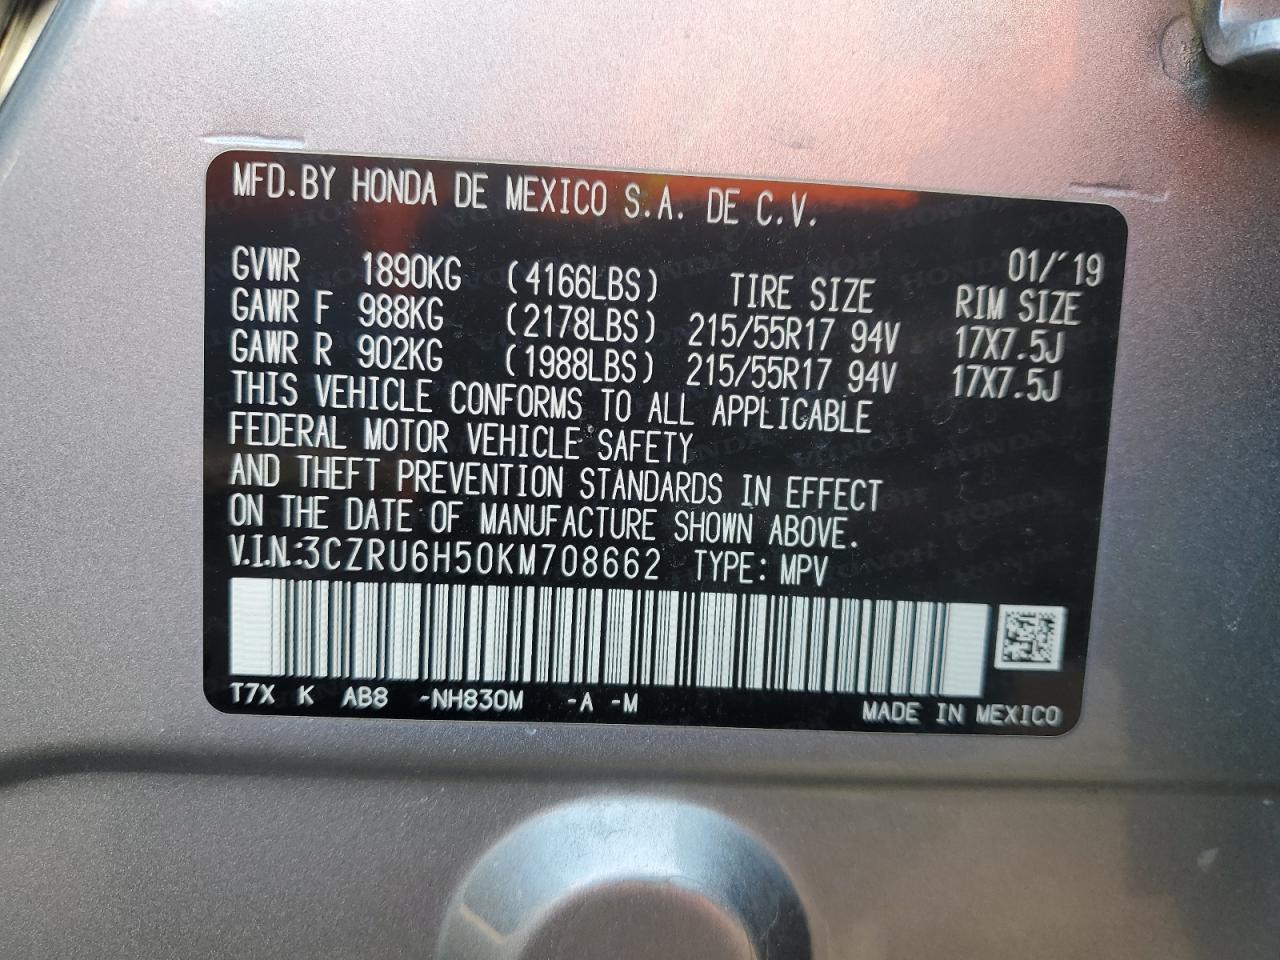 MFD.BY HONDA DE MEXICO S.A. DE C.V.
01/'19
GVWR 1890KG (4166LBS) TIRE SIZE RIM SIZE
GAWR F 988KG (2178LBS) 215/55R17 94V 17X7.5J
GAWR R 902KG (1988LBS) 215/55R17 94V 17X7.5J
THIS VEHICLE CONFORMS TO ALL APPLICABLE
FEDERAL MOTOR VEHICLE SAFETY
AND THEFT PREVENTION STANDARDS IN EFFECT
ON THE DATE OF MANUFACTURE SHOWN ABOVE.
V.I.N.:3CZRU6H50KM708662 TYPE: MPV
T7X K AB8 -NH830M -A -M
MADE IN MEXICO